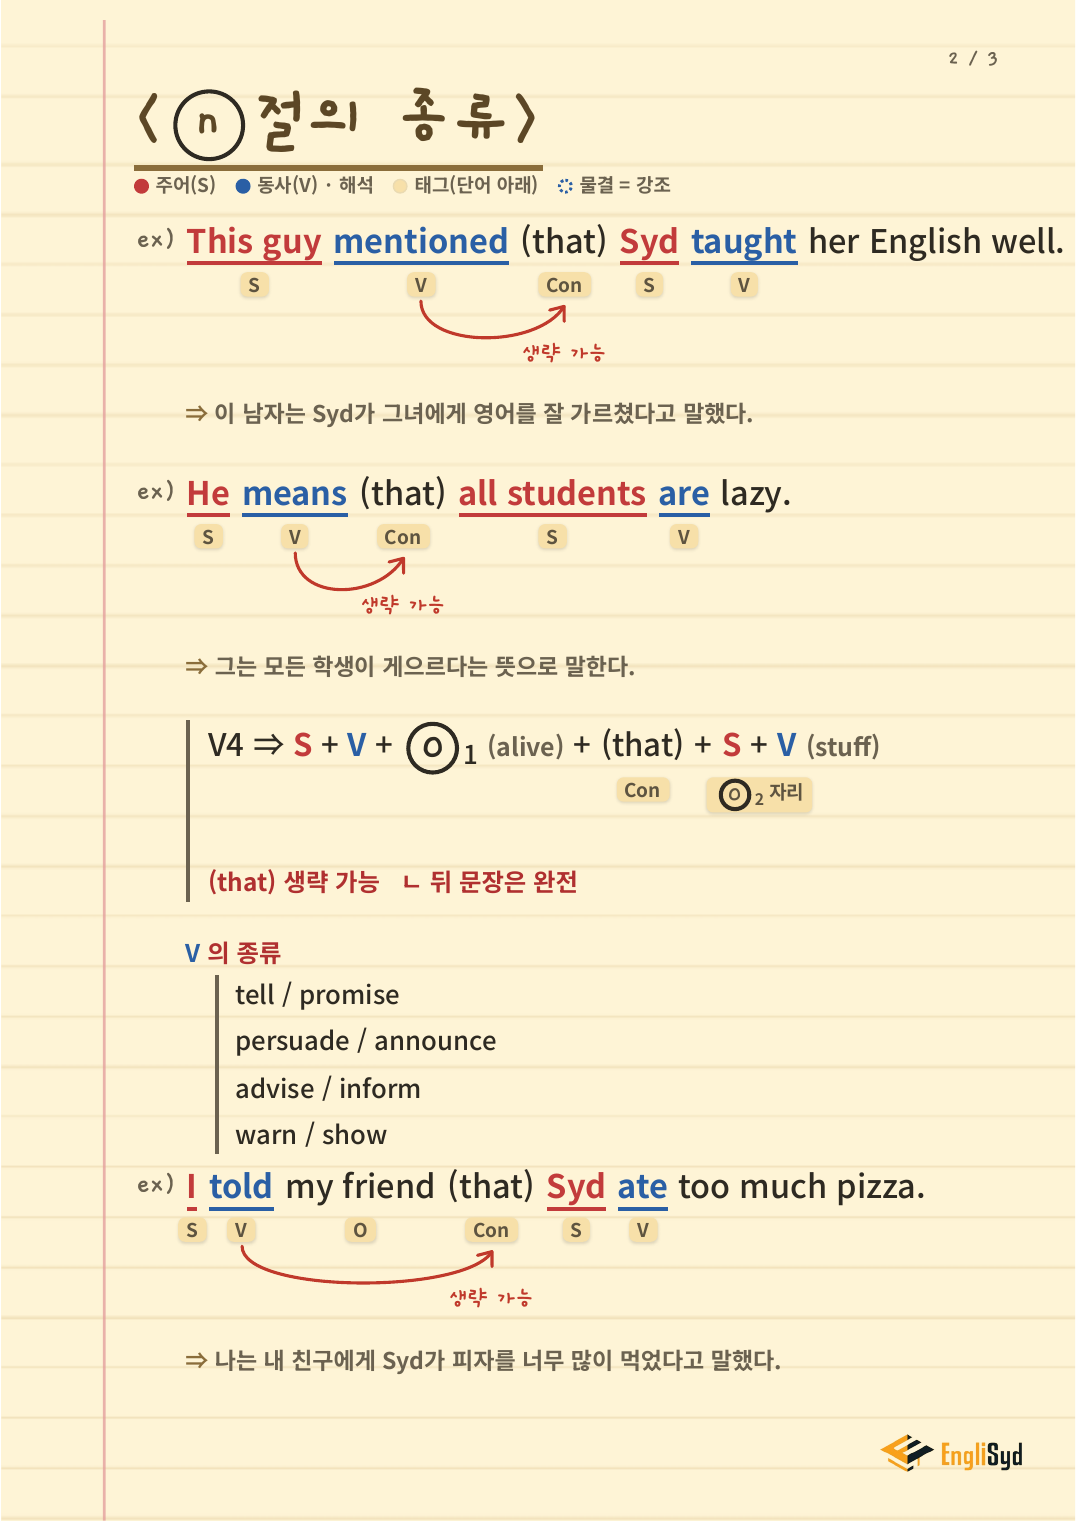 2 / 3
< n 절의 종류 >
주어(S) 동사(V) · 해석 태그(단어 아래) 물결 = 강조
ex) This guy mentioned (that) Syd taught her English well.
S V Con S V
생략 가능
⇒ 이 남자는 Syd가 그녀에게 영어를 잘 가르쳤다고 말했다.
ex) He means (that) all students are lazy.
S V Con S V
생략 가능
⇒ 그는 모든 학생이 게으르다는 뜻으로 말한다.
V4 ⇒ S + V + O 1 (alive) + (that) + S + V (stuff)
Con O 2 자리
(that) 생략 가능 ㄴ 뒤 문장은 완전
V 의 종류
tell / promise
persuade / announce
advise / inform
warn / show
ex) I told my friend (that) Syd ate too much pizza.
S V O Con S V
생략 가능
⇒ 나는 내 친구에게 Syd가 피자를 너무 많이 먹었다고 말했다.
EngliSyd